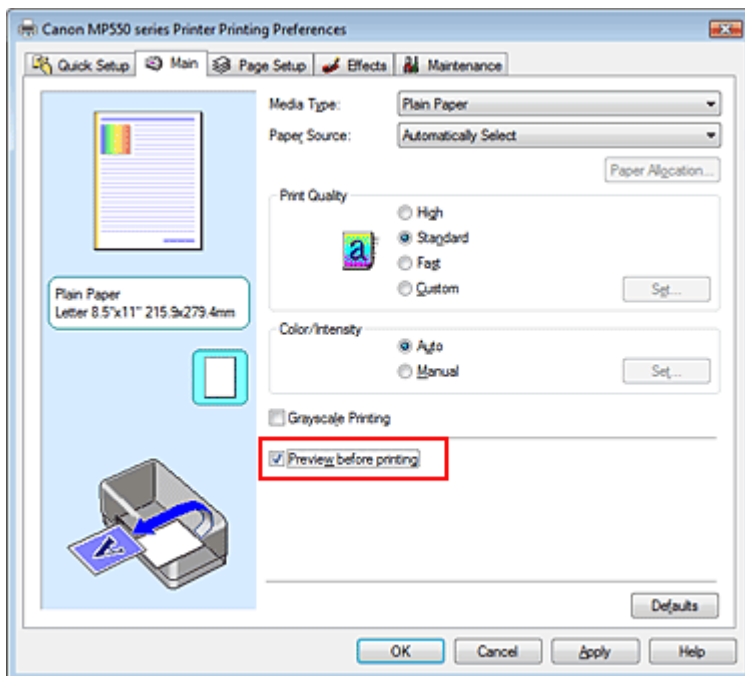 Canon MP550 series Printer Printing Preferences
Quick Setup Main Page Setup Effects Maintenance
Media Type: Plain Paper
Paper Source: Automatically Select
Paper Allocation...
Print Quality
High
Standard
Fast
Custom Set...
Plain Paper
Letter 8.5"x11" 215.9x279.4mm
Color/Intensity
Auto
Manual Set...
Grayscale Printing
Preview before printing
Defaults
OK Cancel Apply Help